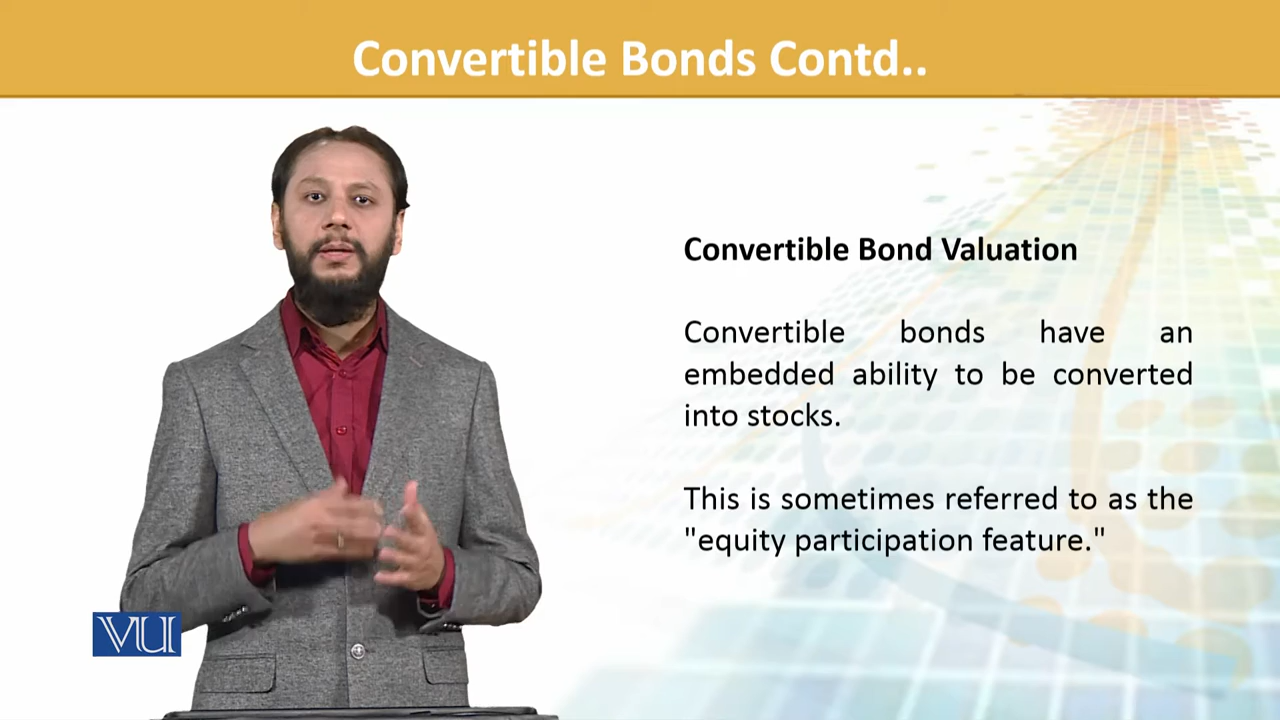 Convertible Bonds Contd..
Convertible Bond Valuation
Convertible bonds have an
embedded ability to be converted
into stocks.
This is sometimes referred to as the
"equity participation feature."
VU